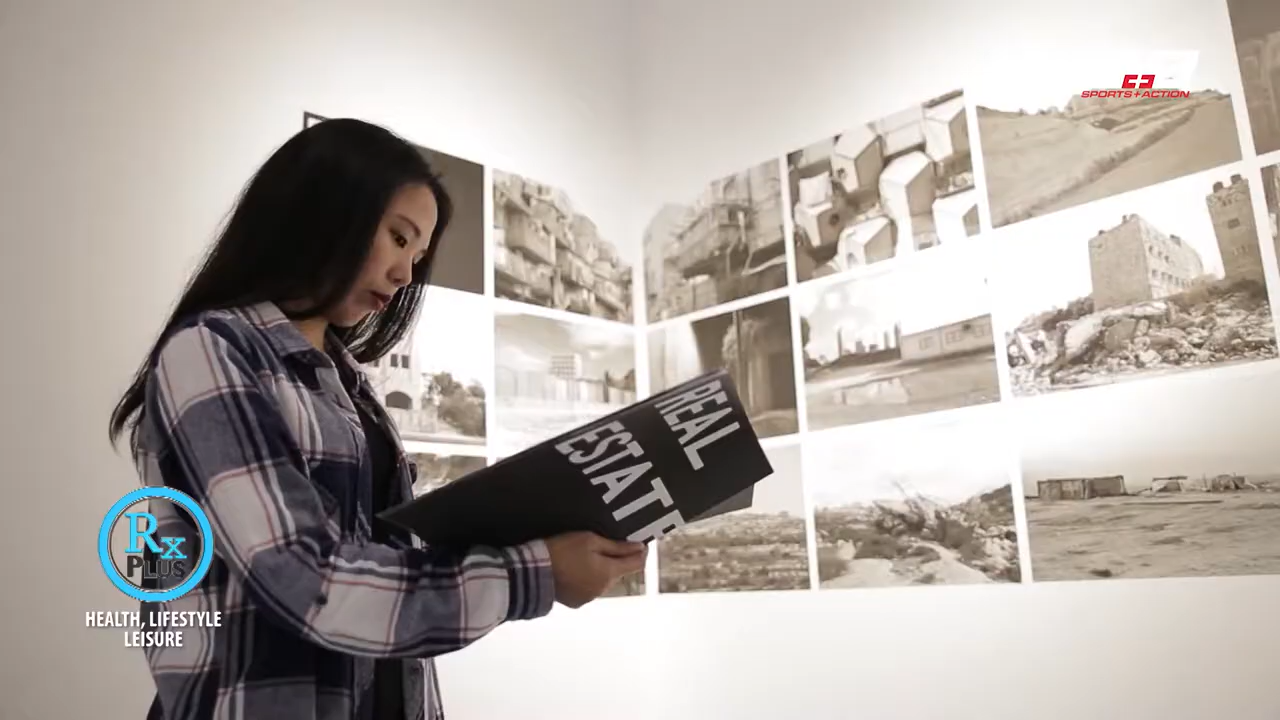 SPORTS+ACTION
REAL
ESTATE
Rx
PLUS
HEALTH, LIFESTYLE
LEISURE